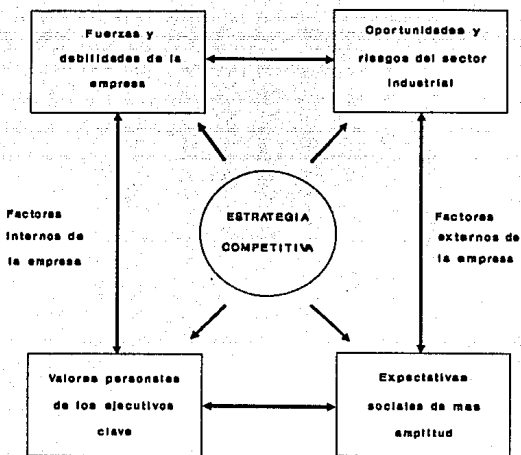 Fuerzas y
debilidades de la
empresa
Oportunidades y
riesgos del sector
industrial
Factores
internos de
la empresa
ESTRATEGIA
COMPETITIVA
Factores
externos de
la empresa
Valores personales
de los ejecutivos
clave
Expectativas
sociales de mas
amplitud